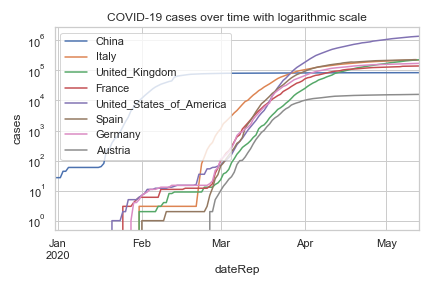 COVID-19 cases over time with logarithmic scale
10^6
10^5
10^4
10^3
10^2
10^1
10^0
cases
China
Italy
United_Kingdom
France
United_States_of_America
Spain
Germany
Austria
Jan
2020
Feb
Mar
Apr
May
dateRep